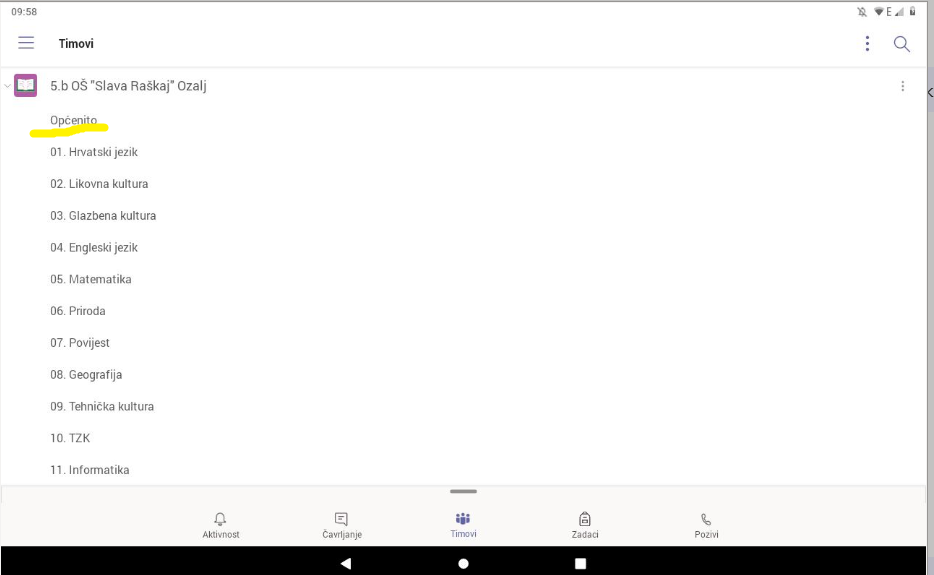 09:58
E
Timovi
5.b OŠ "Slava Raškaj" Ozalj
Općenito
01. Hrvatski jezik
02. Likovna kultura
03. Glazbena kultura
04. Engleski jezik
05. Matematika
06. Priroda
07. Povijest
08. Geografija
09. Tehnička kultura
10. TZK
11. Informatika
Aktivnost
Čavrljanje
Timovi
Zadaci
Pozivi